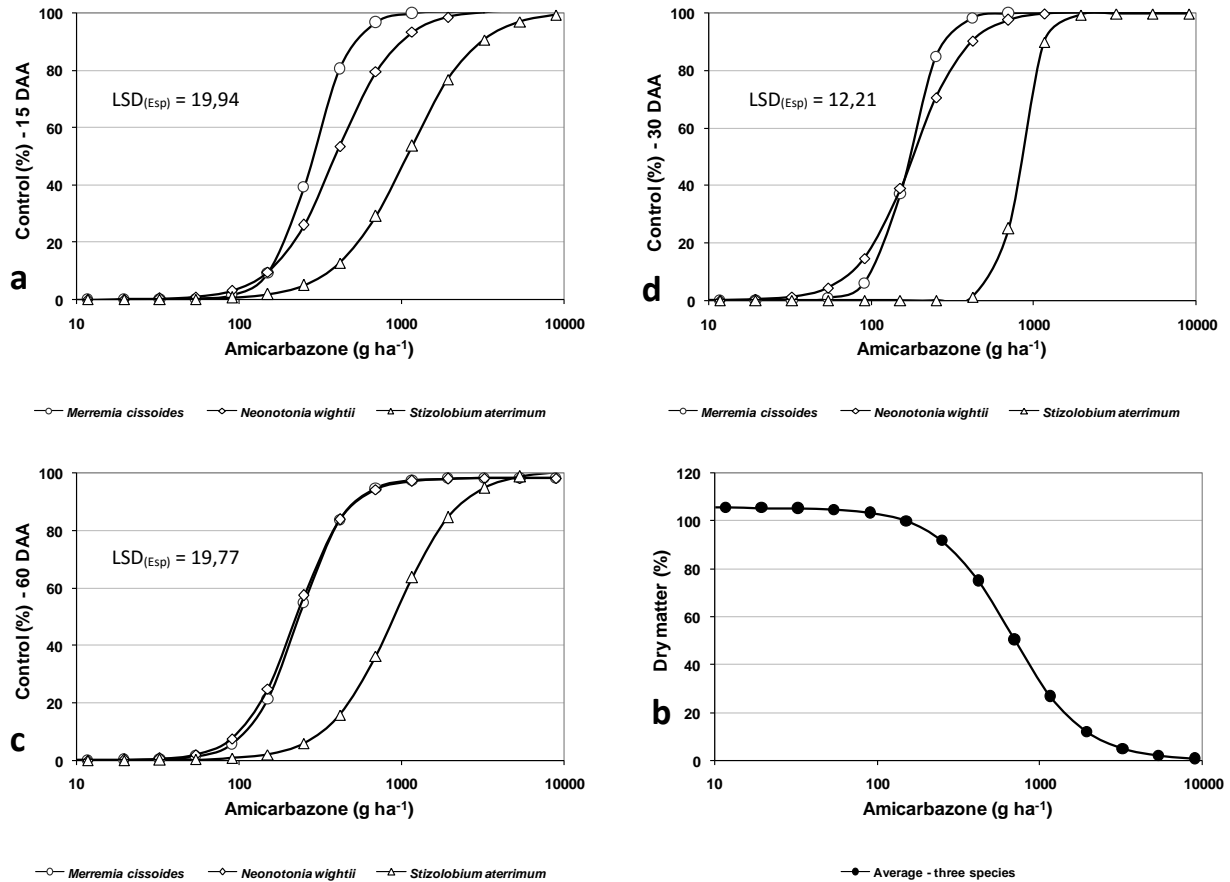 100
80
60
40
20
0
Control (%) - 15 DAA
LSD(Esp) = 19,94
a
10 100 1000 10000
Amicarbazone (g ha-1)
Merremia cissoides Neonotonia wightii Stizolobium aterrimum
100
80
60
40
20
0
Control (%) - 30 DAA
LSD(Esp) = 12,21
d
10 100 1000 10000
Amicarbazone (g ha-1)
Merremia cissoides Neonotonia wightii Stizolobium aterrimum
100
80
60
40
20
0
Control (%) - 60 DAA
LSD(Esp) = 19,77
c
10 100 1000 10000
Amicarbazone (g ha-1)
Merremia cissoides Neonotonia wightii Stizolobium aterrimum
120
100
80
60
40
20
0
Dry matter (%)
b
10 100 1000 10000
Amicarbazone (g ha-1)
Average - three species